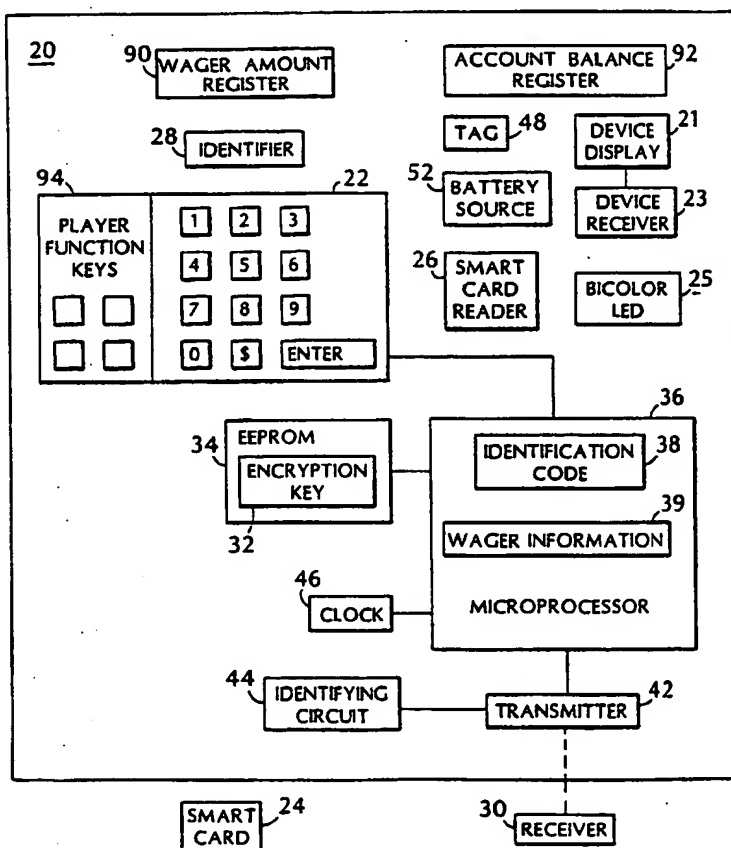 20
90
WAGER AMOUNT
REGISTER
ACCOUNT BALANCE
REGISTER
92
28
IDENTIFIER
TAG
48
DEVICE
DISPLAY
21
94
22
52
BATTERY
SOURCE
DEVICE
RECEIVER
23
PLAYER
FUNCTION
KEYS
1 2 3
4 5 6
7 8 9
0 $ ENTER
26
SMART
CARD
READER
BICOLOR
LED
25
36
34
EEPROM
ENCRYPTION
KEY
32
IDENTIFICATION
CODE
38
39
WAGER INFORMATION
MICROPROCESSOR
46
CLOCK
44
IDENTIFYING
CIRCUIT
TRANSMITTER
42
SMART
CARD
24
30
RECEIVER